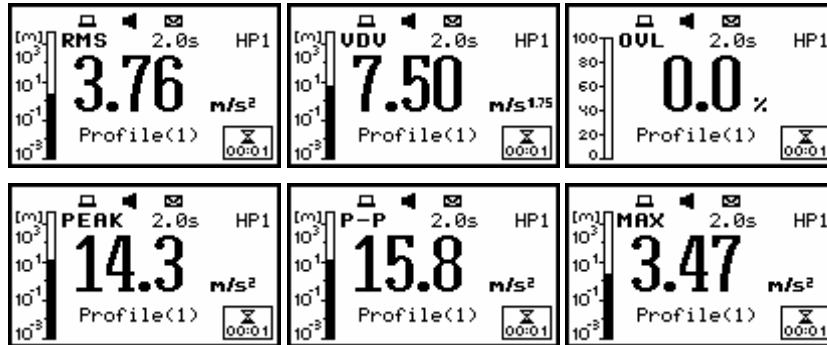 [m] RMS 2.0s HP1
10³
10¹ 3.76 m/s²
10⁻¹
Profile(1)
10⁻³ 00:01
[m] VDV 2.0s HP1
10³
10¹ 7.50 m/s¹·⁷⁵
10⁻¹
Profile(1)
10⁻³ 00:01
100 OVL 2.0s HP1
80
60 0.0 %
40
20 Profile(1)
0 00:01
[m] PEAK 2.0s HP1
10³
10¹ 14.3 m/s²
10⁻¹
Profile(1)
10⁻³ 00:01
[m] P-P 2.0s HP1
10³
10¹ 15.8 m/s²
10⁻¹
Profile(1)
10⁻³ 00:01
[m] MAX 2.0s HP1
10³
10¹ 3.47 m/s²
10⁻¹
Profile(1)
10⁻³ 00:01